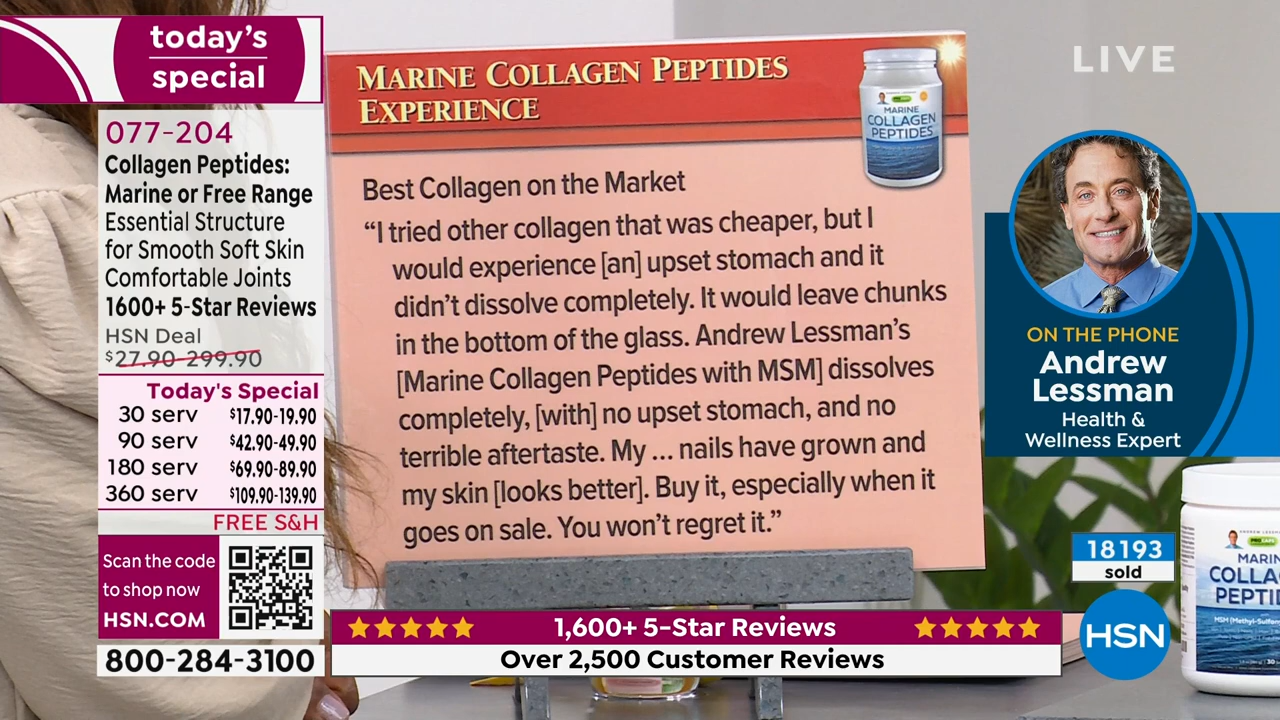 today's
special
077-204
Collagen Peptides:
Marine or Free Range
Essential Structure
for Smooth Soft Skin
Comfortable Joints
1600+ 5-Star Reviews
HSN Deal
$27.90-299.90
Today's Special
30 serv $17.90-19.90
90 serv $42.90-49.90
180 serv $69.90-89.90
360 serv $109.90-139.90
FREE S&H
Scan the code
to shop now
HSN.COM
800-284-3100
MARINE COLLAGEN PEPTIDES
EXPERIENCE
MARINE
COLLAGEN
PEPTIDES
Best Collagen on the Market
“I tried other collagen that was cheaper, but I
would experience [an] upset stomach and it
didn’t dissolve completely. It would leave chunks
in the bottom of the glass. Andrew Lessman’s
[Marine Collagen Peptides with MSM] dissolves
completely, [with] no upset stomach, and no
terrible aftertaste. My ... nails have grown and
my skin [looks better]. Buy it, especially when it
goes on sale. You won’t regret it.”
1,600+ 5-Star Reviews
Over 2,500 Customer Reviews
LIVE
ON THE PHONE
Andrew
Lessman
Health &
Wellness Expert
18193
sold
HSN
MARIN
COLLA
PEPTI